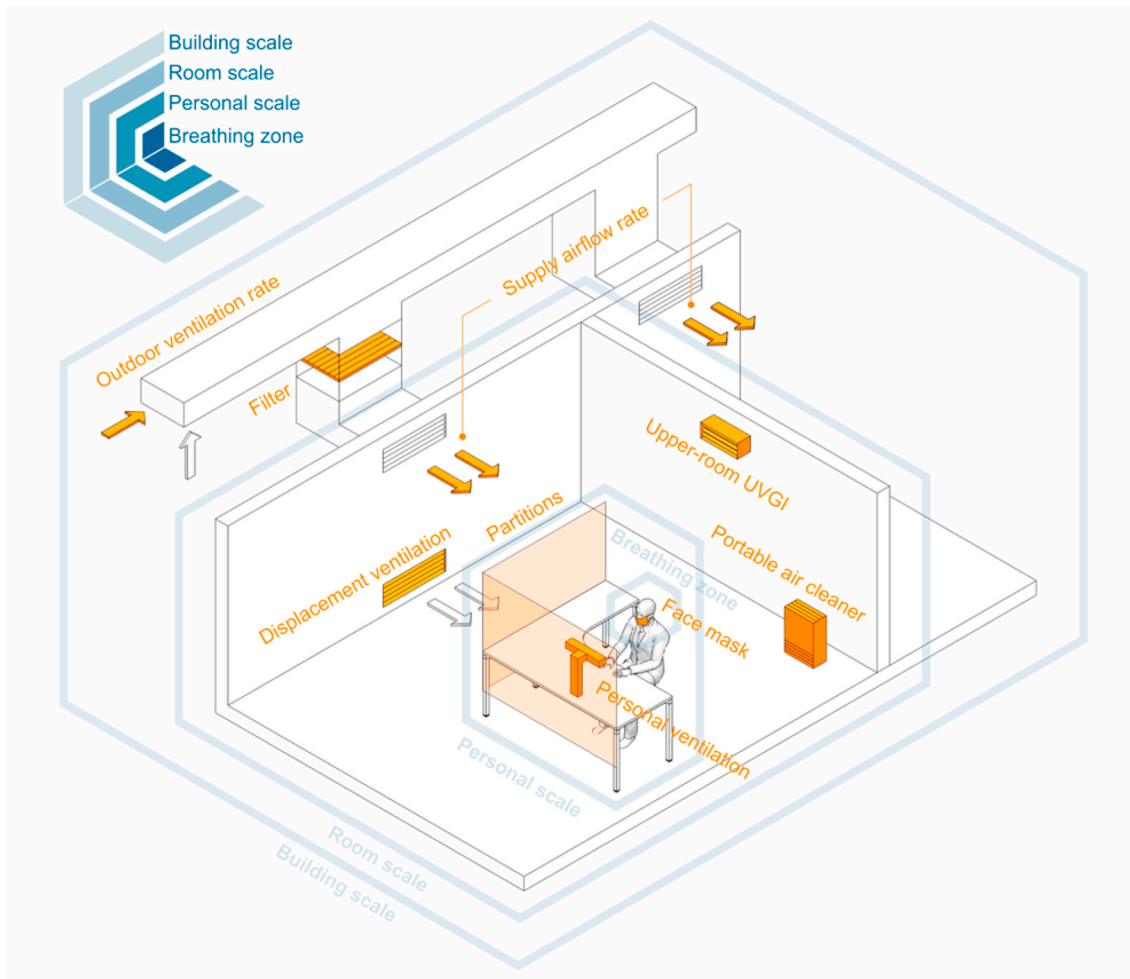 Building scale
Room scale
Personal scale
Breathing zone
Supply airflow rate
Outdoor ventilation rate
Filter
Upper-room UVGI
Partitions
Displacement ventilation
Breathing zone
Portable air cleaner
Face mask
Personal ventilation
Personal scale
Room scale
Building scale